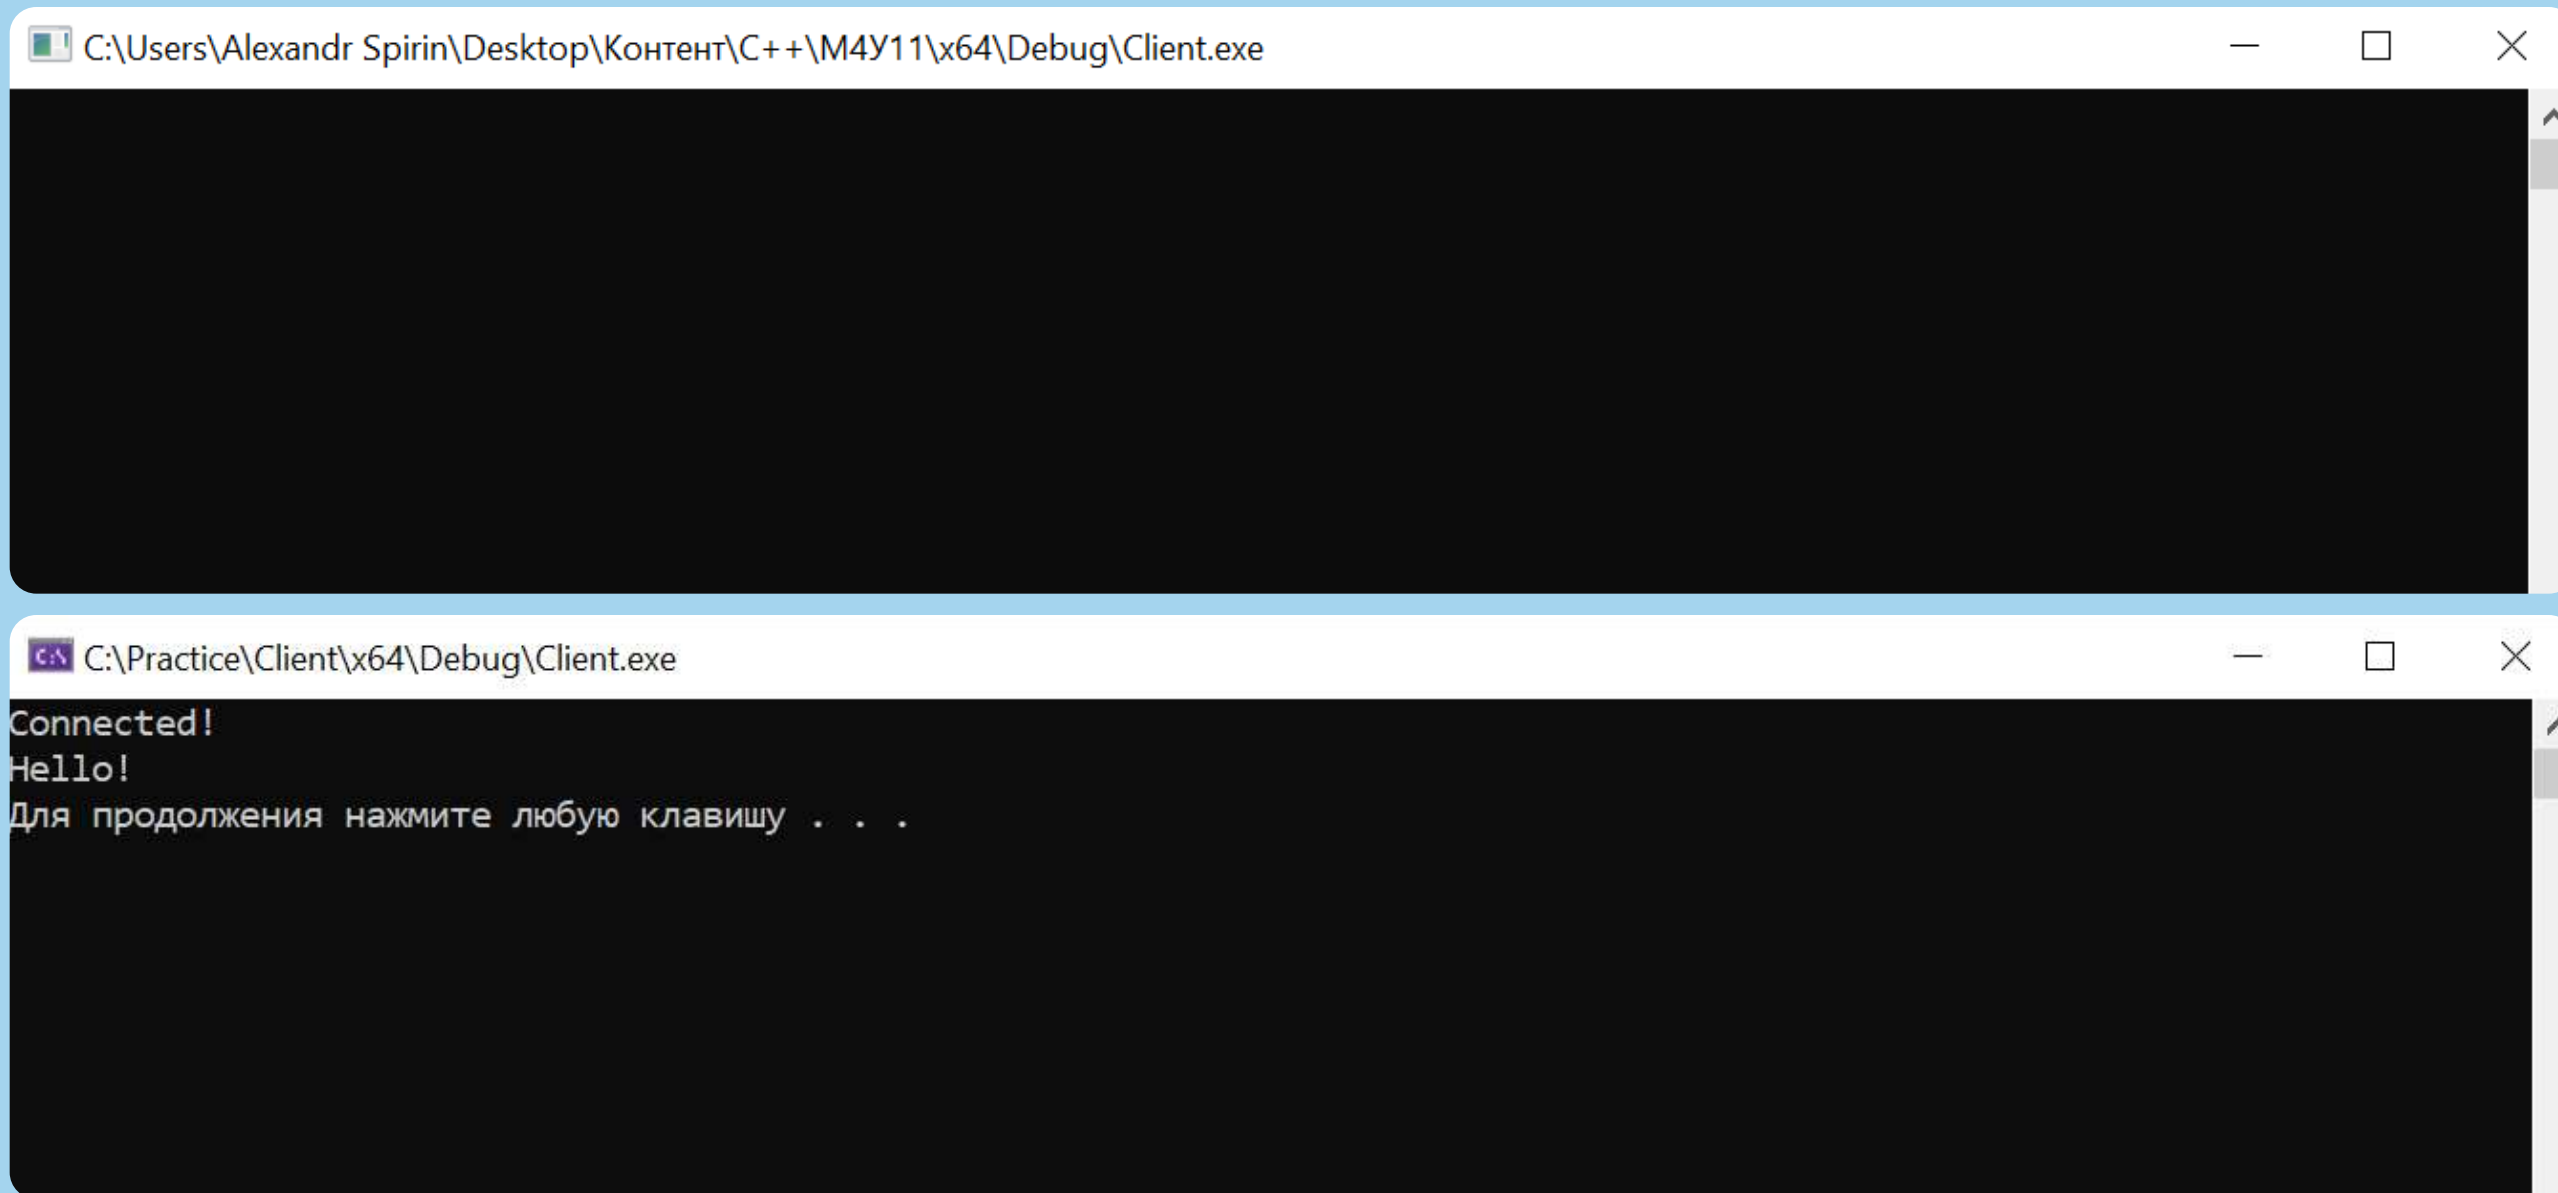 C:\Users\Alexandr Spirin\Desktop\Контент\C++\М4У11\x64\Debug\Client.exe
C:\Practice\Client\x64\Debug\Client.exe
Connected!
Hello!
Для продолжения нажмите любую клавишу . . .